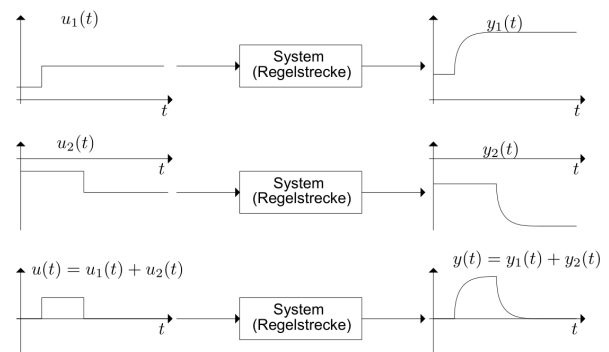 u₁(t)
t
System
(Regelstrecke)
y₁(t)
t
u₂(t)
t
System
(Regelstrecke)
y₂(t)
t
u(t) = u₁(t) + u₂(t)
t
System
(Regelstrecke)
y(t) = y₁(t) + y₂(t)
t